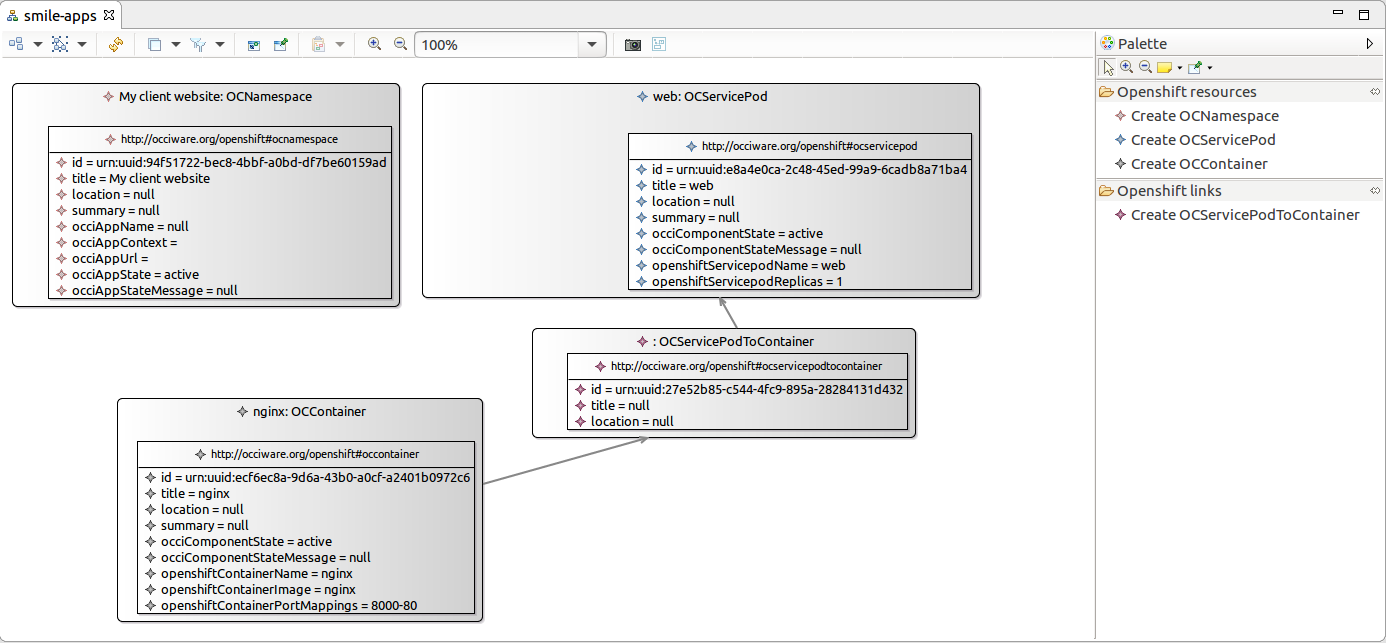 smile-apps
100%
My client website: OCNamespace
http://occiware.org/openshift#ocnamespace
id = urn:uuid:94f51722-bec8-4bbf-a0bd-df7be60159ad
title = My client website
location = null
summary = null
occiAppName = null
occiAppContext =
occiAppUrl =
occiAppState = active
occiAppStateMessage = null
web: OCServicePod
http://occiware.org/openshift#ocservicepod
id = urn:uuid:e8a4e0ca-2c48-45ed-99a9-6cadb8a71ba4
title = web
location = null
summary = null
occiComponentState = active
occiComponentStateMessage = null
openshiftServicepodName = web
openshiftServicepodReplicas = 1
: OCServicePodToContainer
http://occiware.org/openshift#ocservicepodtocontainer
id = urn:uuid:27e52b85-c544-4fc9-895a-28284131d432
title = null
location = null
nginx: OCContainer
http://occiware.org/openshift#occontainer
id = urn:uuid:ecf6ec8a-9d6a-43b0-a0cf-a2401b0972c6
title = nginx
location = null
summary = null
occiComponentState = active
occiComponentStateMessage = null
openshiftContainerName = nginx
openshiftContainerImage = nginx
openshiftContainerPortMappings = 8000-80
Palette
Openshift resources
Create OCNamespace
Create OCServicePod
Create OCContainer
Openshift links
Create OCServicePodToContainer